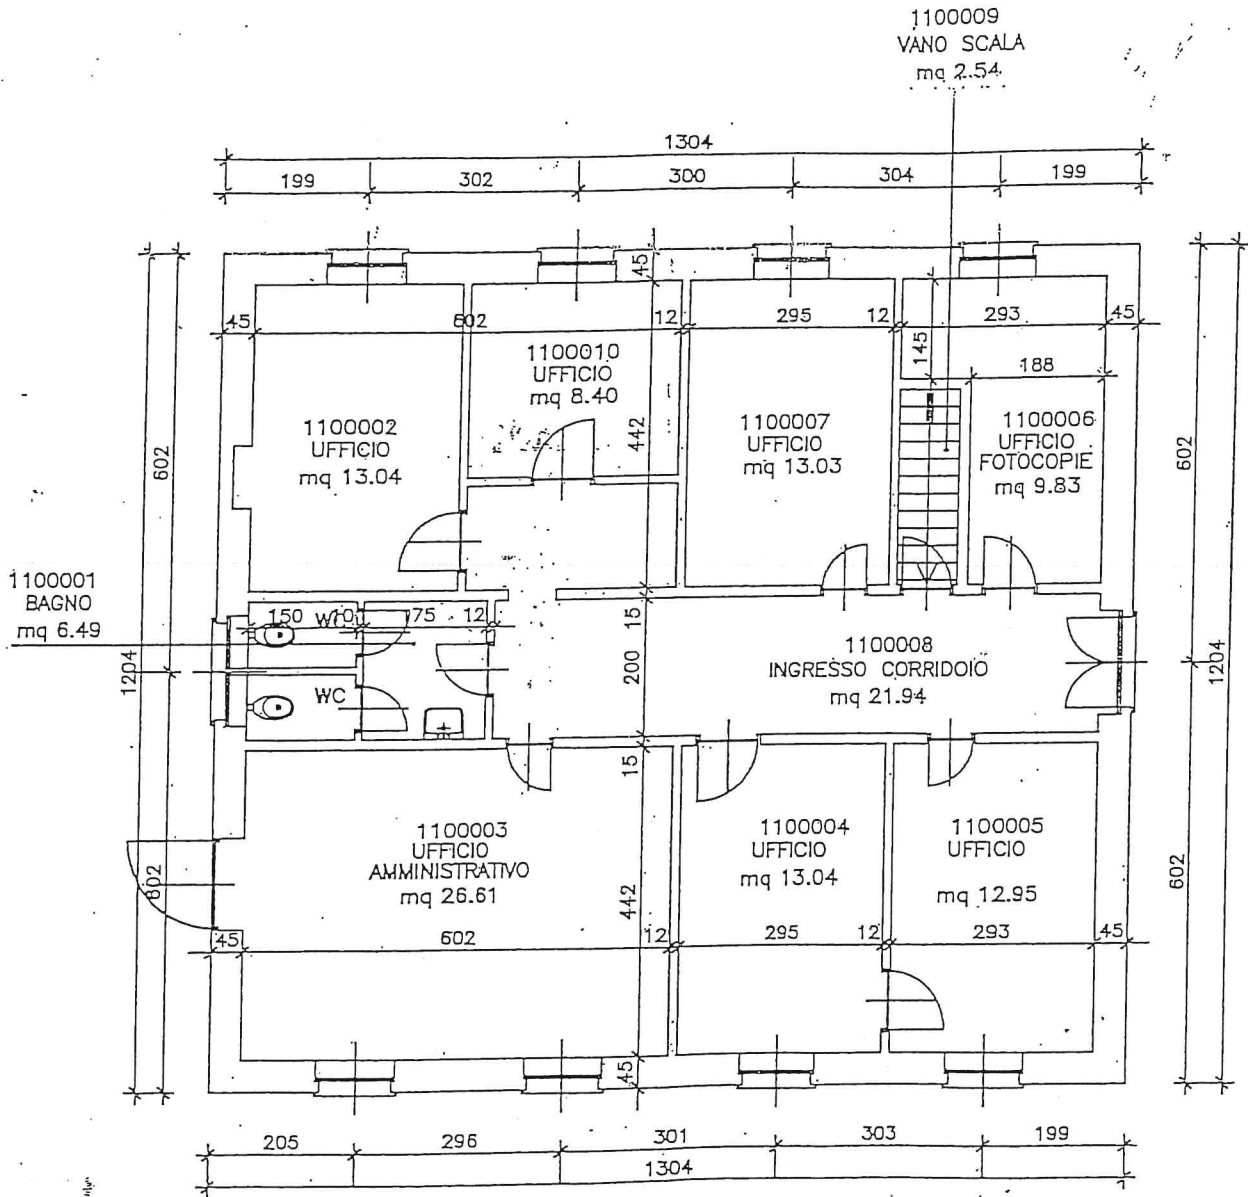 1100009
VANO SCALA
mq 2.54
1304
199 302 300 304 199
45
45 602 12 295 12 293 45
145
188
1100010
UFFICIO
mq 8.40
1100002
UFFICIO
mq 13.04
442
1100007
UFFICIO
mq 13.03
1100006
UFFICIO
FOTOCOPIE
mq 9.83
602
602
1100001
BAGNO
mq 6.49
150 WC 10 175 12
15
1204
WC
200
1100008
INGRESSO CORRIDOIO
mq 21.94
1204
15
1100003
UFFICIO
AMMINISTRATIVO
mq 26.61
1100004
UFFICIO
mq 13.04
1100005
UFFICIO
mq 12.95
602
442
602
45 602 12 295 12 293 45
45
205 296 301 303 199
1304